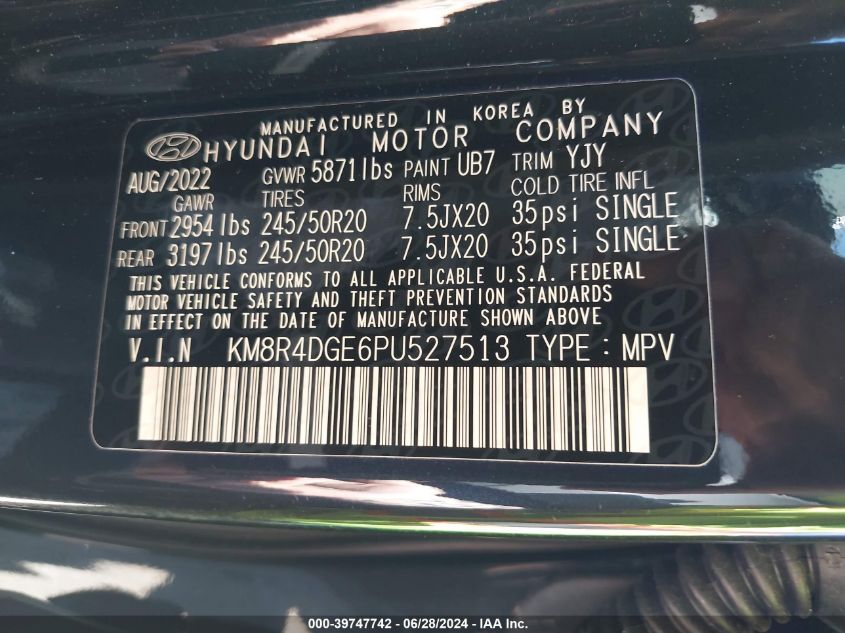 MANUFACTURED IN KOREA BY
HYUNDAI MOTOR COMPANY
AUG/2022 GVWR 5871lbs PAINT UB7 TRIM YJY
GAWR TIRES RIMS COLD TIRE INFL
FRONT 2954 lbs 245/50R20 7.5JX20 35psi SINGLE
REAR 3197lbs 245/50R20 7.5JX20 35psi SINGLE
THIS VEHICLE CONFORMS TO ALL APPLICABLE U.S.A. FEDERAL
MOTOR VEHICLE SAFETY AND THEFT PREVENTION STANDARDS
IN EFFECT ON THE DATE OF MANUFACTURE SHOWN ABOVE.
V.I.N KM8R4DGE6PU527513 TYPE : MPV
000-39747742 / 06/28/2024 - IAA Inc.